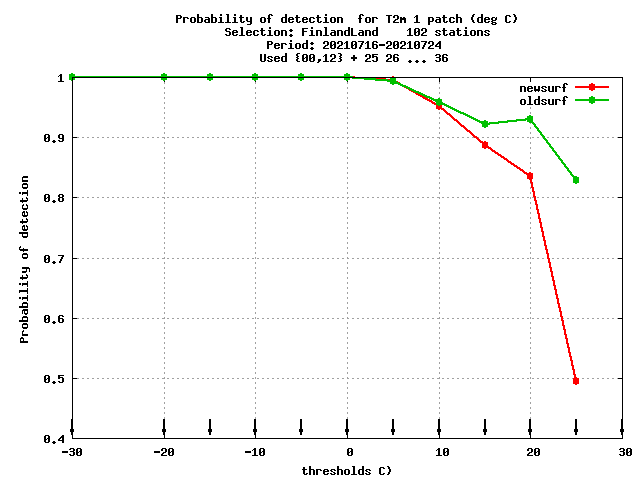 Probability of detection  for T2m 1 patch (deg C)
Selection: FinlandLand    102 stations
Period: 20210716-20210724
Used {00,12} + 25 26 ... 36
newsurf
oldsurf
Probability of detection
1
0.9
0.8
0.7
0.6
0.5
0.4
-30 -20 -10 0 10 20 30
thresholds C)